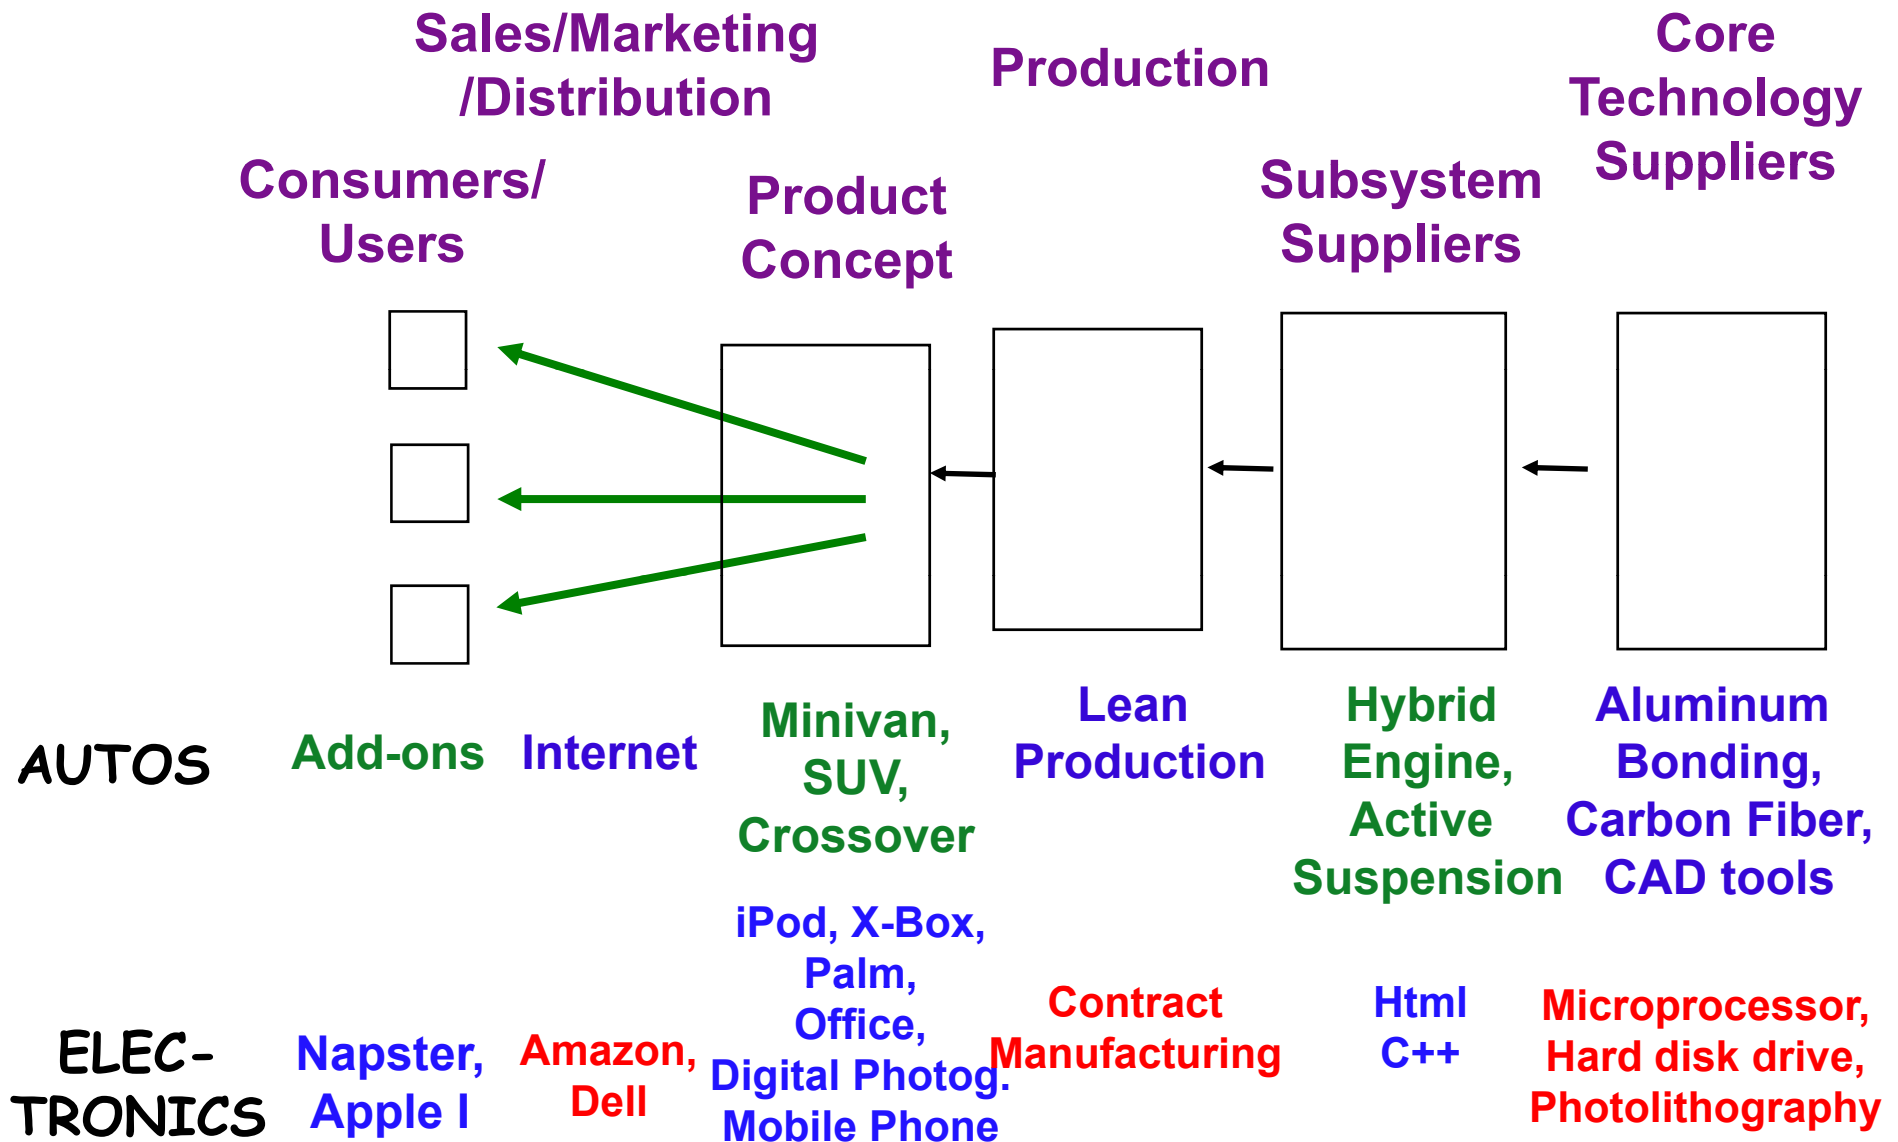 Sales/Marketing
/Distribution
Production
Core
Technology
Suppliers
Consumers/
Users
Product
Concept
Subsystem
Suppliers
AUTOS
Add-ons
Internet
Minivan,
SUV,
Crossover
Lean
Production
Hybrid
Engine,
Active
Suspension
Aluminum
Bonding,
Carbon Fiber,
CAD tools
ELEC-
TRONICS
Napster,
Apple I
Amazon,
Dell
iPod, X-Box,
Palm,
Office,
Digital Photog.
Mobile Phone
Contract
Manufacturing
Html
C++
Microprocessor,
Hard disk drive,
Photolithography